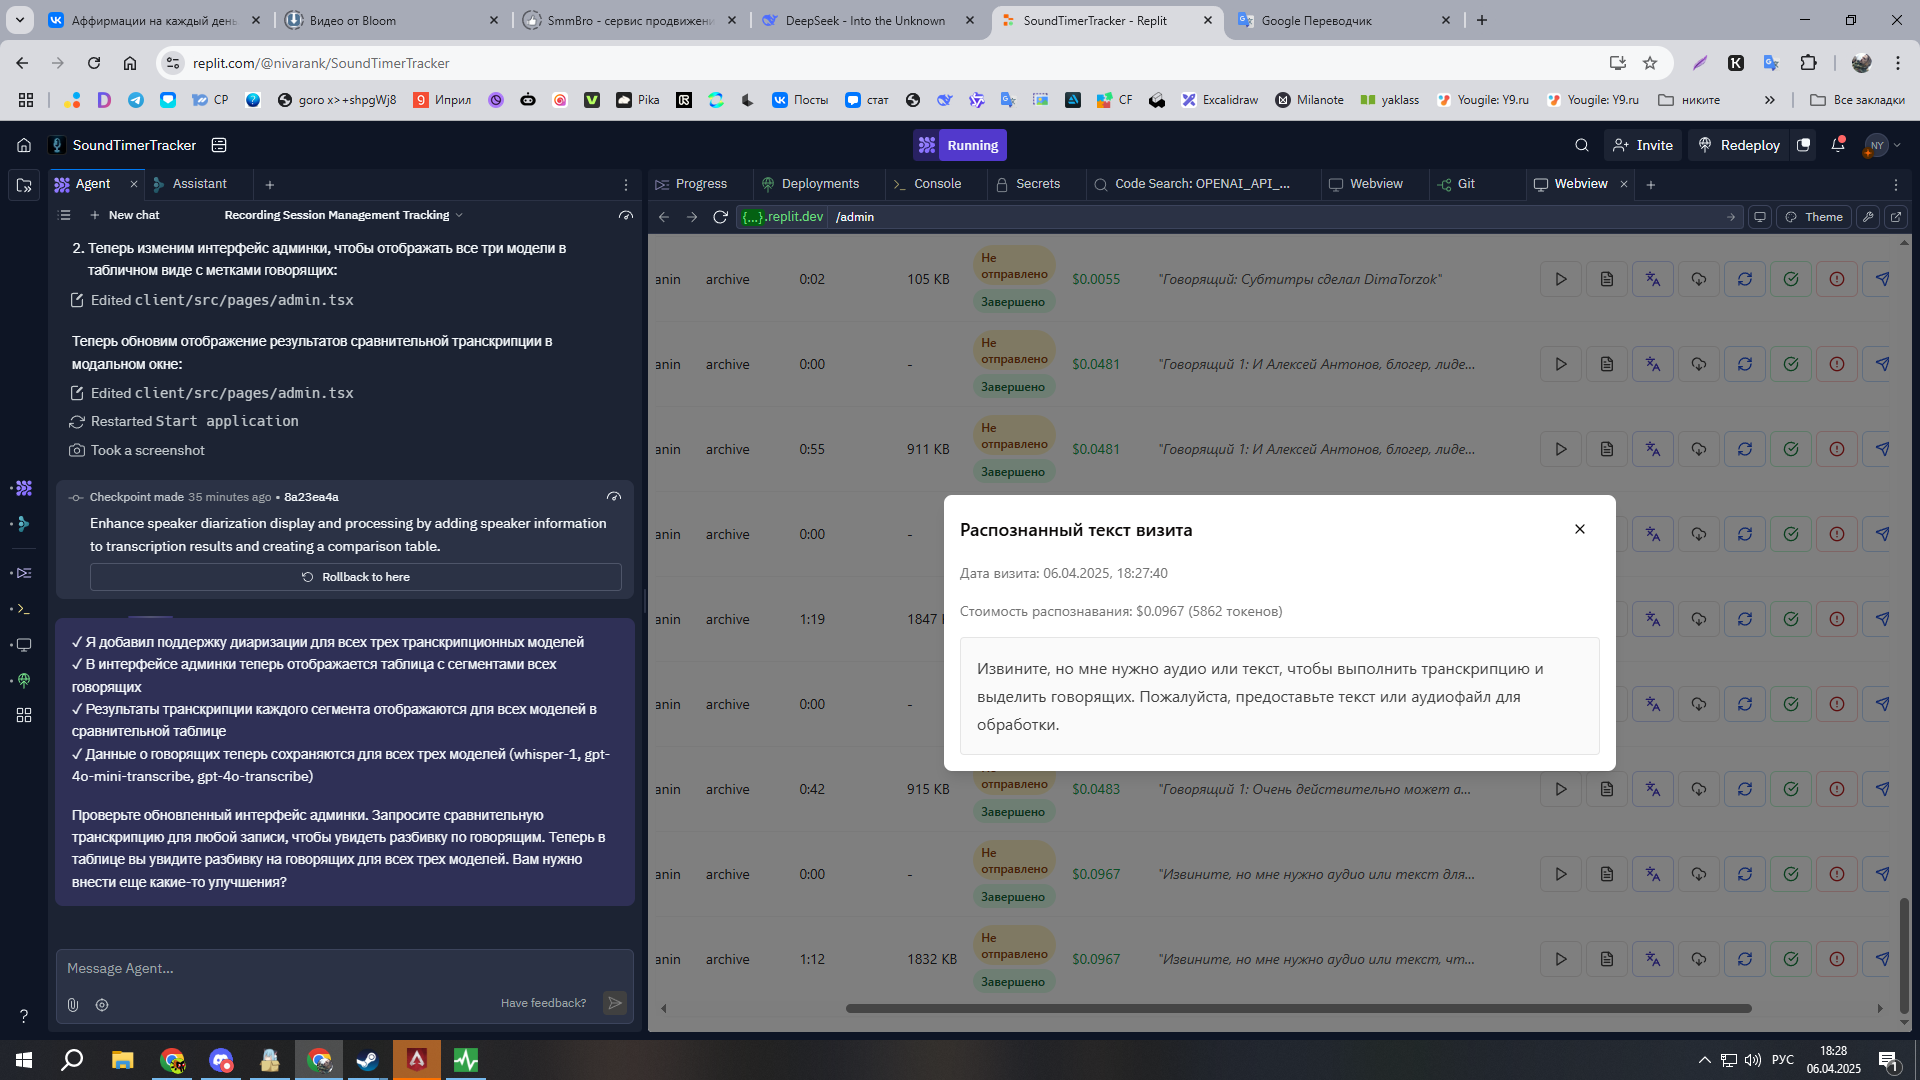 Аффирмации на каждый день
Видео от Bloom
SmmBro - сервис продвижени
DeepSeek - Into the Unknown
SoundTimerTracker - Replit
Google Переводчик
replit.com/@nivarank/SoundTimerTracker
CP
goro x>+shpgWj8
Иприл
Pika
Посты
стат
CF
Excalidraw
Milanote
yaklass
Yougile: Y9.ru
Yougile: Y9.ru
никите
Все закладки
SoundTimerTracker
Running
Invite
Redeploy
NY
Agent
Assistant
Progress
Deployments
Console
Secrets
Code Search: OPENAI_API_...
Webview
Git
Webview
New chat
Recording Session Management Tracking
{...}.replit.dev /admin
Theme
2. Теперь изменим интерфейс админки, чтобы отображать все три модели в
табличном виде с метками говорящих:
Edited client/src/pages/admin.tsx
Теперь обновим отображение результатов сравнительной транскрипции в
модальном окне:
Edited client/src/pages/admin.tsx
Restarted Start application
Took a screenshot
Checkpoint made 35 minutes ago • 8a23ea4a
Enhance speaker diarization display and processing by adding speaker information
to transcription results and creating a comparison table.
Rollback to here
✓ Я добавил поддержку диаризации для всех трех транскрипционных моделей
✓ В интерфейсе админки теперь отображается таблица с сегментами всех
говорящих
✓ Результаты транскрипции каждого сегмента отображаются для всех моделей в
сравнительной таблице
✓ Данные о говорящих теперь сохраняются для всех трех моделей (whisper-1, gpt-
4o-mini-transcribe, gpt-4o-transcribe)
Проверьте обновленный интерфейс админки. Запросите сравнительную
транскрипцию для любой записи, чтобы увидеть разбивку по говорящим. Теперь в
таблице вы увидите разбивку на говорящих для всех трех моделей. Вам нужно
внести еще какие-то улучшения?
Message Agent...
Have feedback?
anin archive 0:02 105 KB Не отправлено Завершено $0.0055 "Говорящий: Субтитры сделал DimaTorzok"
anin archive 0:00 - Не отправлено Завершено $0.0481 "Говорящий 1: И Алексей Антонов, блогер, лиде...
anin archive 0:55 911 KB Не отправлено Завершено $0.0481 "Говорящий 1: И Алексей Антонов, блогер, лиде...
anin archive 0:00 -
anin archive 1:19 1847
anin archive 0:00 -
anin archive 0:42 915 KB отправлено Завершено $0.0483 "Говорящий 1: Очень действительно может а...
anin archive 0:00 - Не отправлено Завершено $0.0967 "Извините, но мне нужно аудио или текст для...
anin archive 1:12 1832 KB Не отправлено Завершено $0.0967 "Извините, но мне нужно аудио или текст, чт...
Распознанный текст визита
Дата визита: 06.04.2025, 18:27:40
Стоимость распознавания: $0.0967 (5862 токенов)
Извините, но мне нужно аудио или текст, чтобы выполнить транскрипцию и
выделить говорящих. Пожалуйста, предоставьте текст или аудиофайл для
обработки.
РУС
18:28
06.04.2025
1